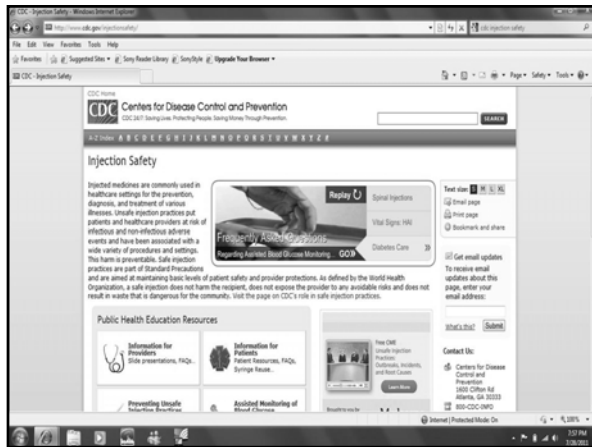 CDC - Injection Safety - Windows Internet Explorer
http://www.cdc.gov/injectionsafety/
cdc injection safety
File Edit View Favorites Tools Help
Favorites Suggested Sites Sony Reader Library SonyStyle Upgrade Your Browser
CDC - Injection Safety
Page Safety Tools
CDC Home
CDC
Centers for Disease Control and Prevention
CDC 24/7: Saving Lives. Protecting People. Saving Money Through Prevention.
SEARCH
A-Z Index A B C D E F G H I J K L M N O P Q R S T U V W X Y Z #
Injection Safety
Injected medicines are commonly used in
healthcare settings for the prevention,
diagnosis, and treatment of various
illnesses. Unsafe injection practices put
patients and healthcare providers at risk of
infectious and non-infectious adverse
events and have been associated with a
wide variety of procedures and settings.
This harm is preventable. Safe injection
practices are part of Standard Precautions
and are aimed at maintaining basic levels of patient safety and provider protections. As defined by the World Health
Organization, a safe injection does not harm the recipient, does not expose the provider to any avoidable risks and does not
result in waste that is dangerous for the community. Visit the page on CDC's role in safe injection practices.
Replay
Frequently Asked Questions
Regarding Assisted Blood Glucose Monitoring... GO
Spinal Injections
Vital Signs: HAI
Diabetes Care
Text size: S M L XL
Email page
Print page
Bookmark and share
Get email updates
To receive email
updates about this
page, enter your
email address:
What's this? Submit
Contact Us:
Centers for Disease
Control and
Prevention
1600 Clifton Rd
Atlanta, GA 30333
800-CDC-INFO
Public Health Education Resources
Information for
Providers
Slide presentations, FAQs..
Information for
Patients
Patient Resources, FAQs,
Syringe Reuse..
Preventing Unsafe
Injection Practices
Assisted Monitoring of
Blood Glucose
Free CME
Unsafe Injection
Practices:
Outbreaks, Incidents,
and Root Causes
Learn More
Internet | Protected Mode: On
100%
7:57 PM
7/26/2011